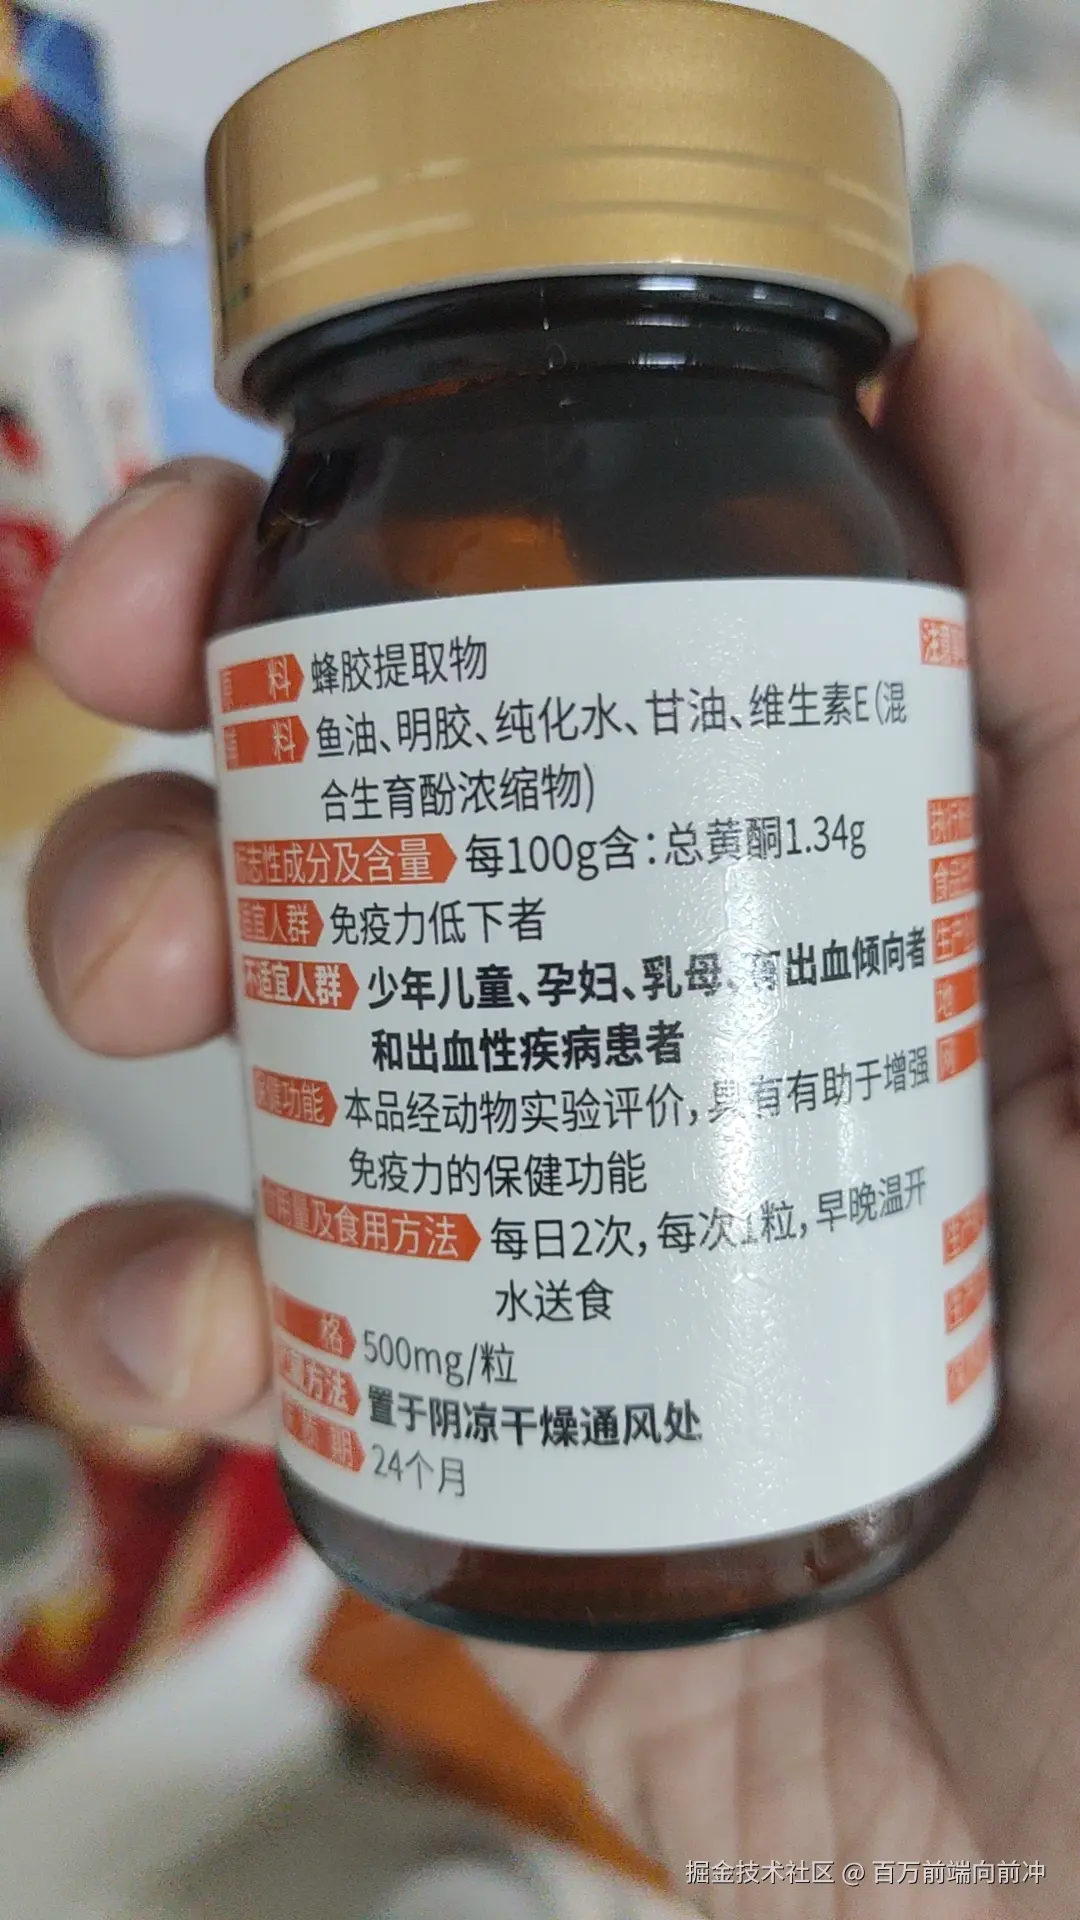 料 蜂胶提取物
料 鱼油、明胶、纯化水、甘油、维生素E(混
合生育酚浓缩物)
标志性成分及含量 每100g含:总黄酮1.34g
适宜人群 免疫力低下者
不适宜人群 少年儿童、孕妇、乳母、有出血倾向者
和出血性疾病患者
保健功能 本品经动物实验评价,具有有助于增强
免疫力的保健功能
食用量及食用方法 每日2次,每次1粒,早晚温开
水送食
格 500mg/粒
方法 置于阴凉干燥通风处
期 24个月
注意
食品
生产
地
网
掘金技术社区 @ 百万前端向前冲